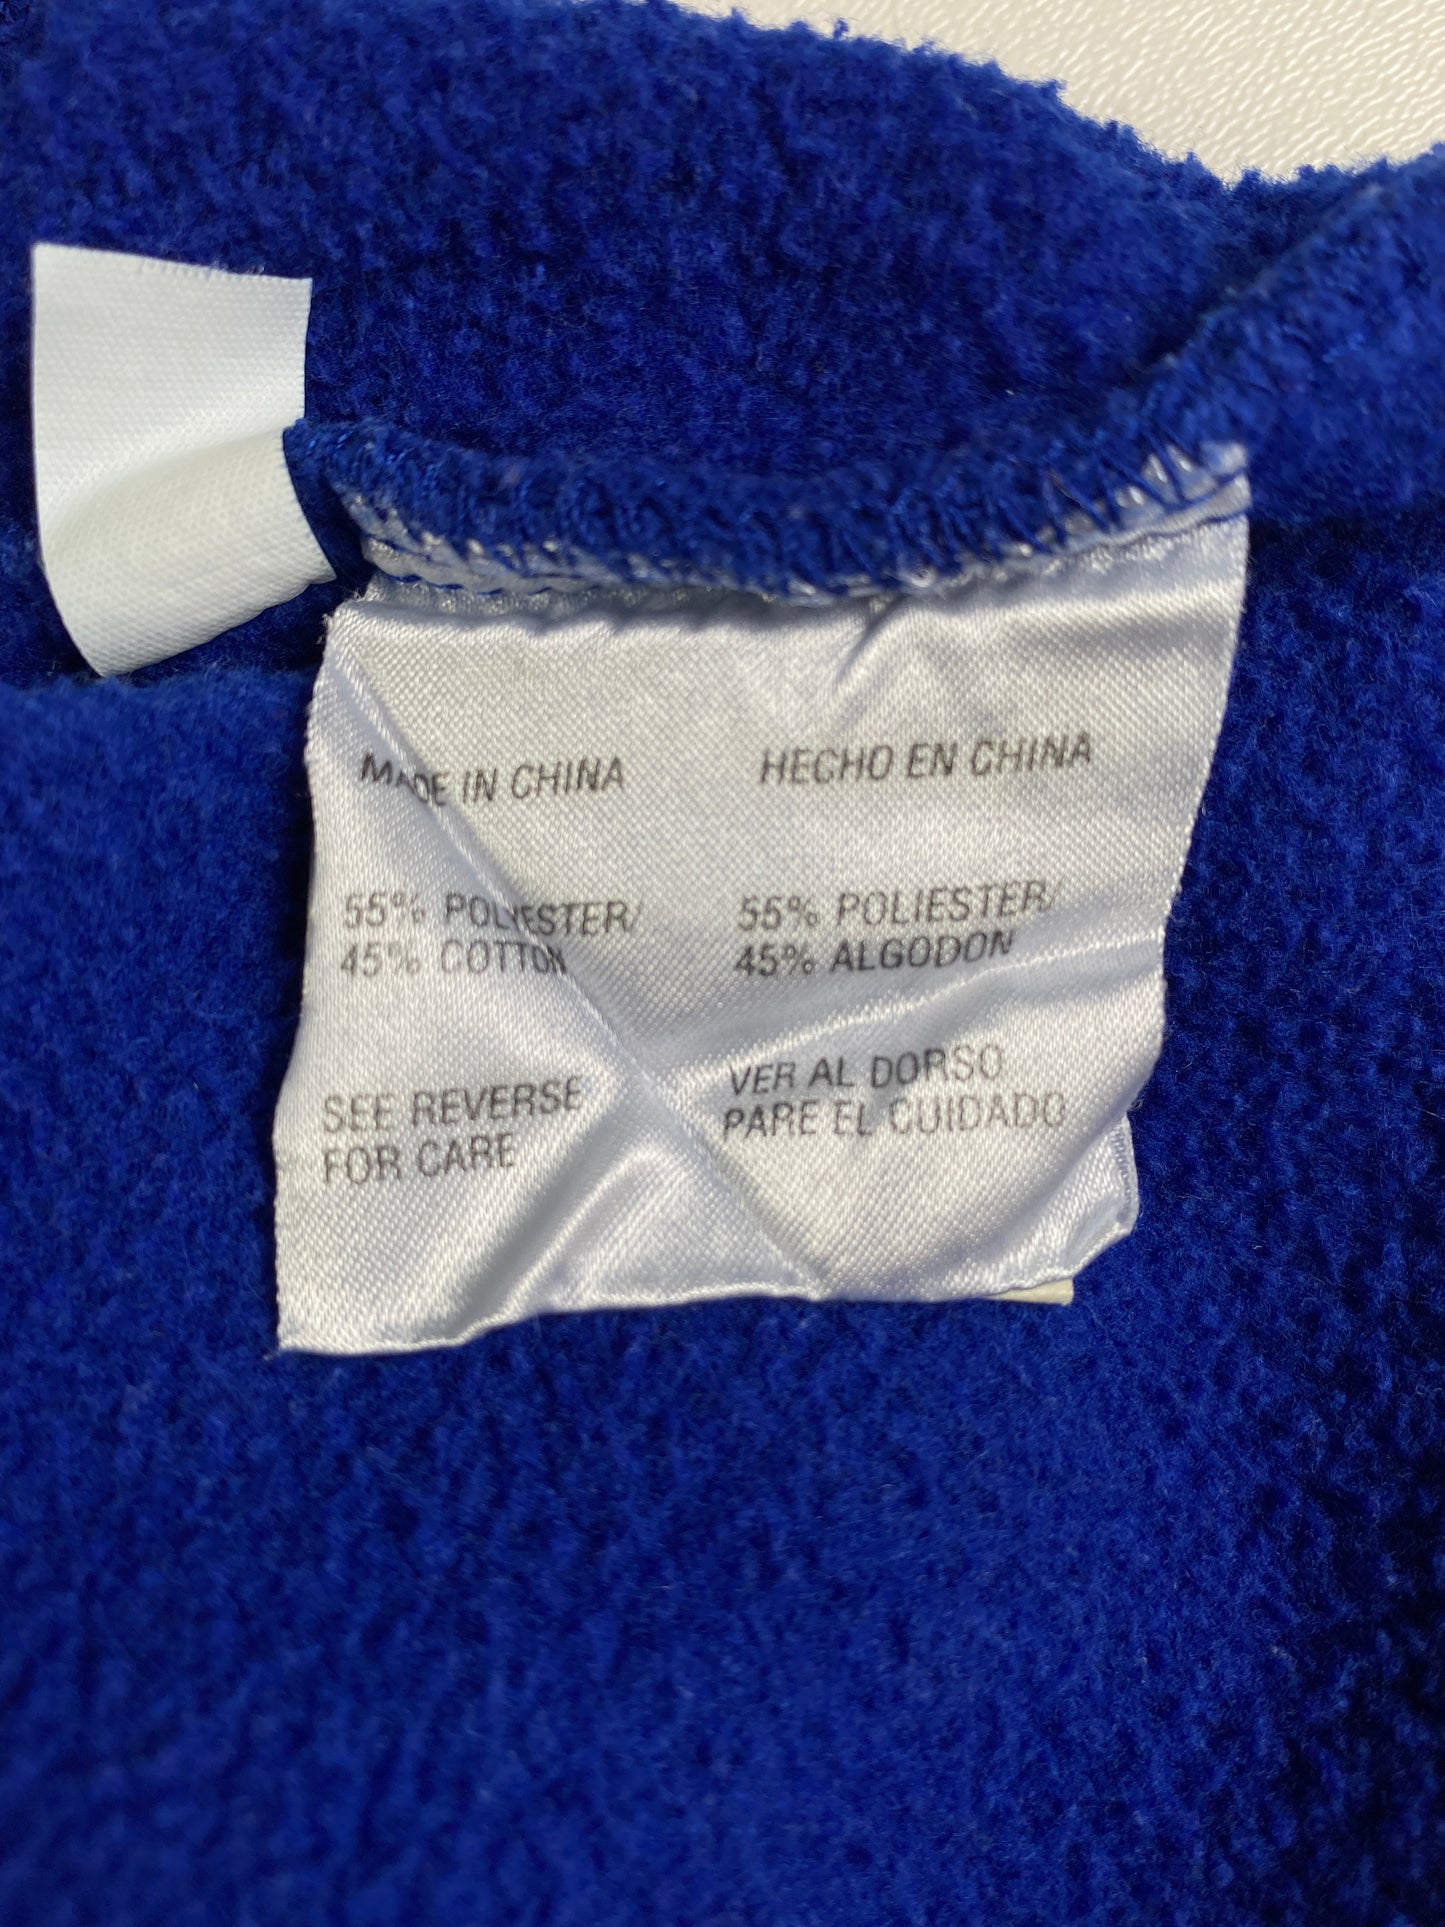 MADE IN CHINA
55% POLIESTER/
45% COTTON
SEE REVERSE
FOR CARE
HECHO EN CHINA
55% POLIESTER/
45% ALGODON
VER AL DORSO
PARE EL CUIDADO